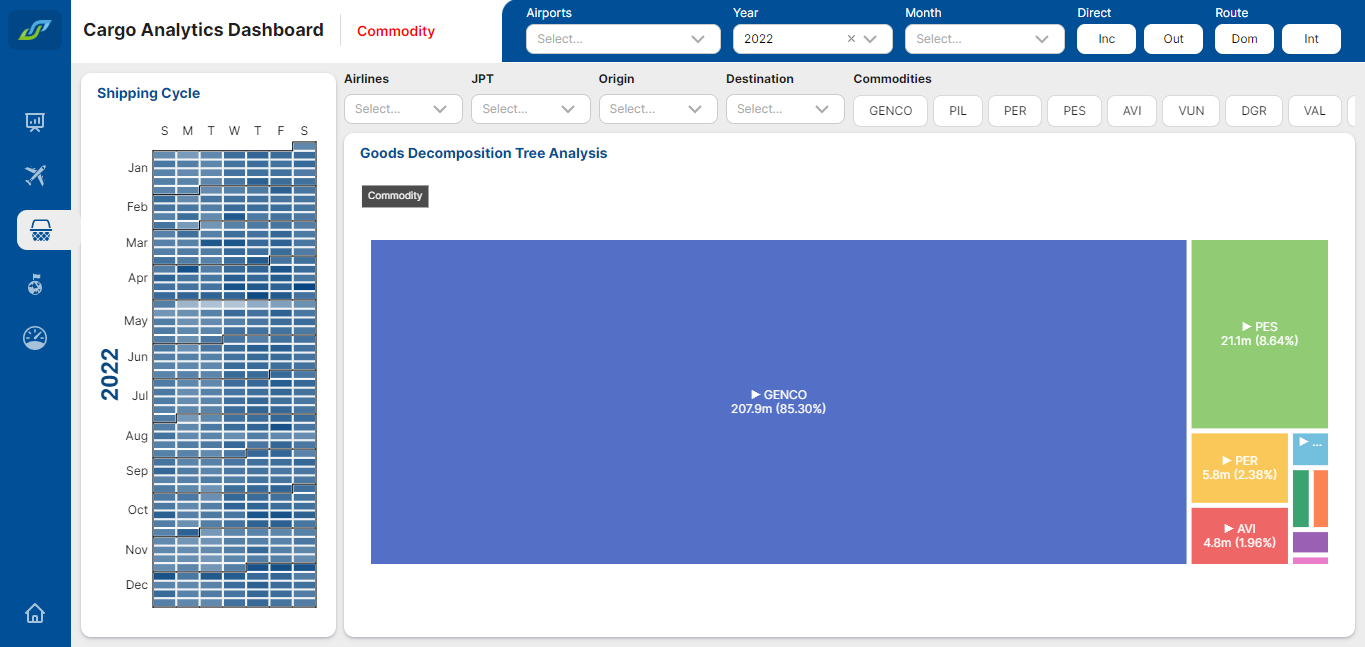 Cargo Analytics Dashboard
Commodity
Airports
Year
Month
Direct
Route
Select...
2022
Select...
Inc
Out
Dom
Int
Shipping Cycle
Airlines
JPT
Origin
Destination
Commodities
Select...
Select...
Select...
Select...
GENCO
PIL
PER
PES
AVI
VUN
DGR
VAL
S M T W T F S
Jan
Feb
Mar
Apr
May
Jun
Jul
Aug
Sep
Oct
Nov
Dec
2022
Goods Decomposition Tree Analysis
Commodity
▶ GENCO
207.9m (85.30%)
▶ PES
21.1m (8.64%)
▶ PER
5.8m (2.38%)
▶ ...
▶ AVI
4.8m (1.96%)